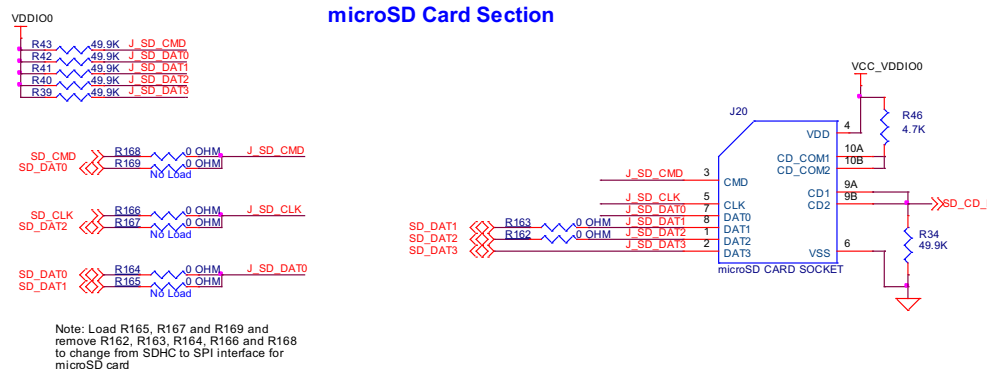 microSD Card Section
VDDIO0
R43 49.9K J_SD_CMD
R42 49.9K J_SD_DAT0
R41 49.9K J_SD_DAT1
R40 49.9K J_SD_DAT2
R39 49.9K J_SD_DAT3
SD_CMD R168 0 OHM J_SD_CMD
SD_DAT0 R169 0 OHM
No Load
SD_CLK R166 0 OHM J_SD_CLK
SD_DAT2 R167 0 OHM
No Load
SD_DAT0 R164 0 OHM J_SD_DAT0
SD_DAT1 R165 0 OHM
No Load
Note: Load R165, R167 and R169 and
remove R162, R163, R164, R166 and R168
to change from SDHC to SPI interface for
microSD card
VCC_VDDIO0
R46
4.7K
J20
4 VDD
10A CD_COM1
10B CD_COM2
9A CD1
9B CD2
SD_CD_
R34
49.9K
6 VSS
J_SD_CMD 3 CMD
J_SD_CLK 5 CLK
J_SD_DAT0 7 DAT0
SD_DAT1 R163 0 OHM J_SD_DAT1 8 DAT1
SD_DAT2 R162 0 OHM J_SD_DAT2 1 DAT2
SD_DAT3 J_SD_DAT3 2 DAT3
microSD CARD SOCKET